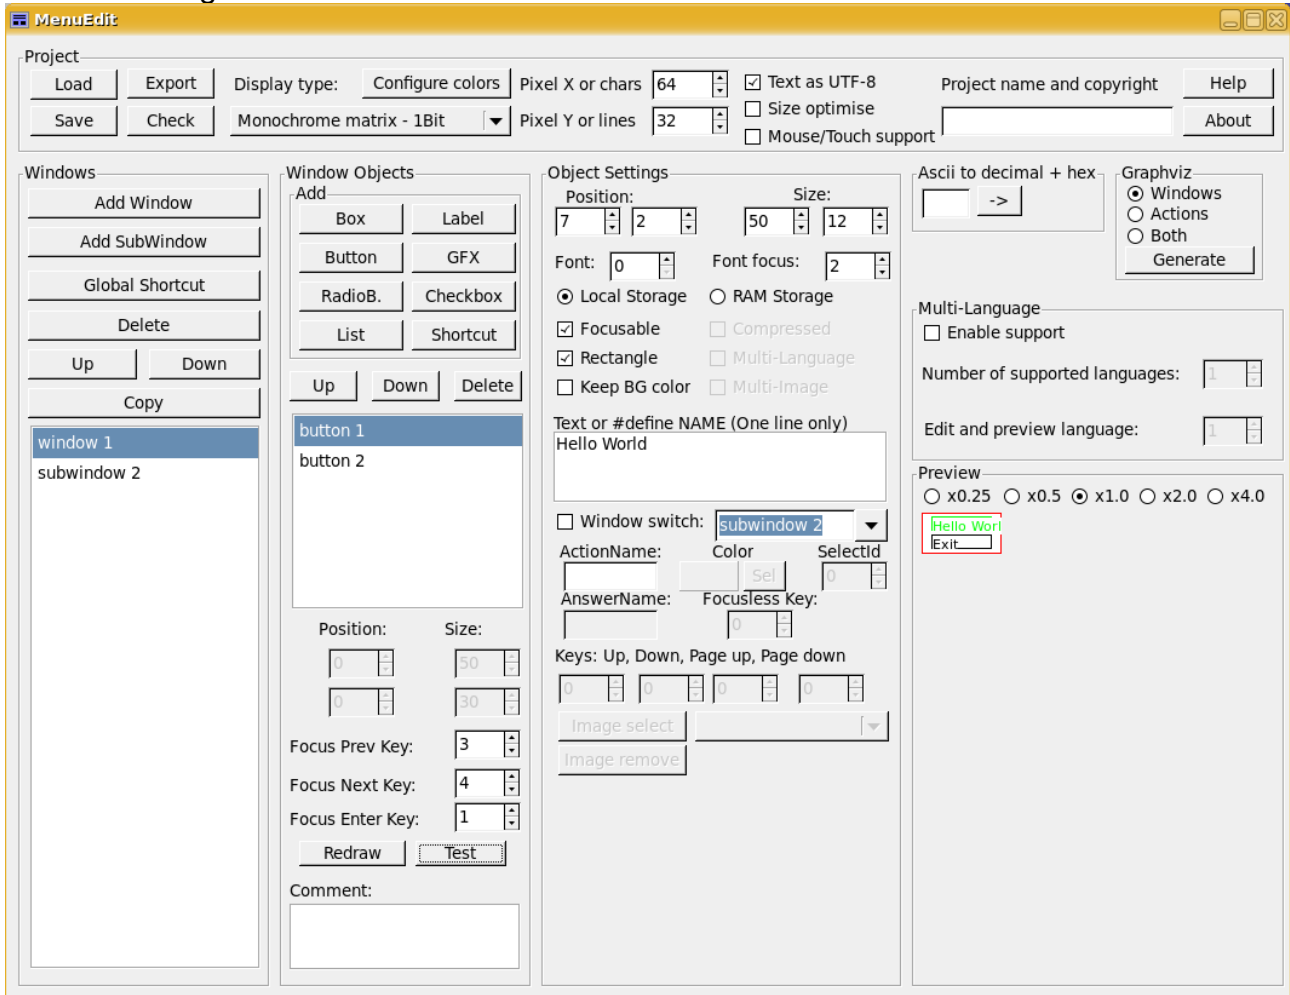 MenuEdit
Project
Load Export Display type: Configure colors Pixel X or chars 64 Text as UTF-8 Project name and copyright Help
Size optimise
Save Check Monochrome matrix - 1Bit Pixel Y or lines 32 About
Mouse/Touch support
Windows
Add Window
Add SubWindow
Global Shortcut
Delete
Up Down
Copy
window 1
subwindow 2
Window Objects
Add
Box Label
Button GFX
RadioB. Checkbox
List Shortcut
Up Down Delete
button 1
button 2
Position: Size:
0 50
0 30
Focus Prev Key: 3
Focus Next Key: 4
Focus Enter Key: 1
Redraw Test
Comment:
Object Settings
Position: Size:
7 2 50 12
Font: 0 Font focus: 2
Local Storage RAM Storage
Focusable Compressed
Rectangle Multi-Language
Keep BG color Multi-Image
Text or #define NAME (One line only)
Hello World
Window switch: subwindow 2
ActionName: Color SelectId
Sel 0
AnswerName: Focusless Key:
0
Keys: Up, Down, Page up, Page down
0 0 0 0
Image select
Image remove
Ascii to decimal + hex
->
Graphviz
Windows
Actions
Both
Generate
Multi-Language
Enable support
Number of supported languages: 1
Edit and preview language: 1
Preview
x0.25 x0.5 x1.0 x2.0 x4.0
Hello Worl
Exit